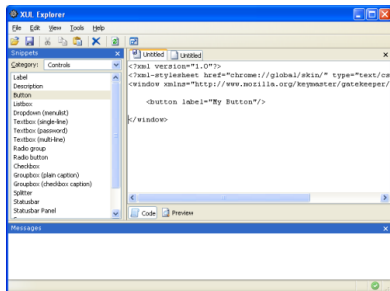 XUL Explorer
File Edit View Tools Help
Snippets
Category: Controls
Label
Description
Button
Listbox
Dropdown (menulist)
Textbox (single-line)
Textbox (password)
Textbox (multi-line)
Radio group
Radio button
Checkbox
Groupbox (plain caption)
Groupbox (checkbox caption)
Splitter
Statusbar
Statusbar Panel
Untitled Untitled
<?xml version="1.0"?>
<?xml-stylesheet href="chrome://global/skin/" type="text/cs
<window xmlns="http://www.mozilla.org/keymaster/gatekeeper/
<button label="My Button"/>
</window>
Code Preview
Messages